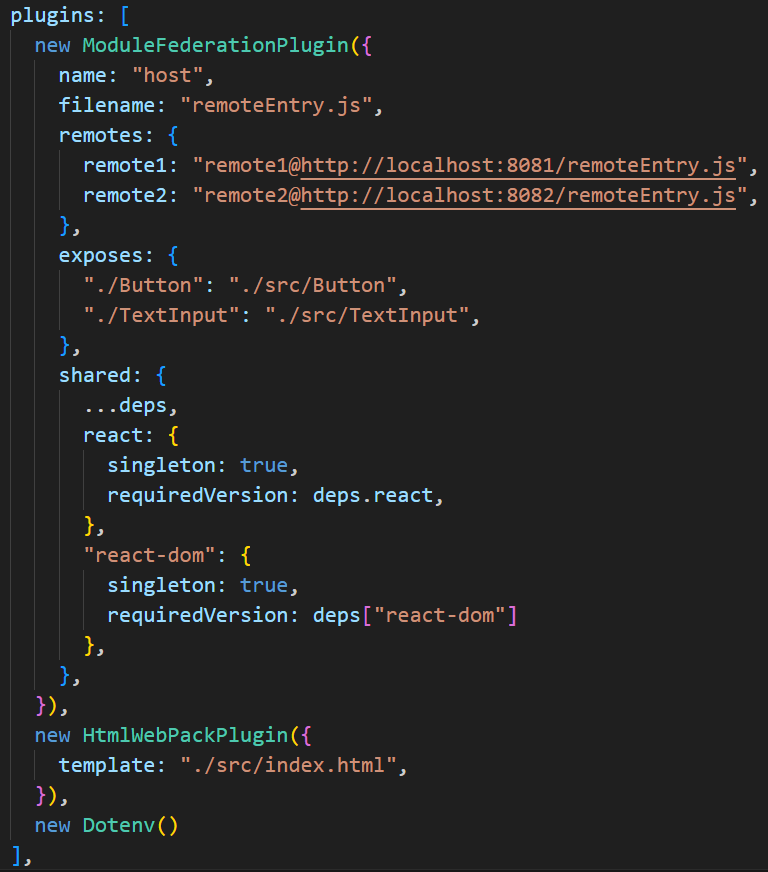 plugins: [
new ModuleFederationPlugin({
name: "host",
filename: "remoteEntry.js",
remotes: {
remote1: "remote1@http://localhost:8081/remoteEntry.js",
remote2: "remote2@http://localhost:8082/remoteEntry.js",
},
exposes: {
"./Button": "./src/Button",
"./TextInput": "./src/TextInput",
},
shared: {
...deps,
react: {
singleton: true,
requiredVersion: deps.react,
},
"react-dom": {
singleton: true,
requiredVersion: deps["react-dom"]
},
},
}),
new HtmlWebPackPlugin({
template: "./src/index.html",
}),
new Dotenv()
],